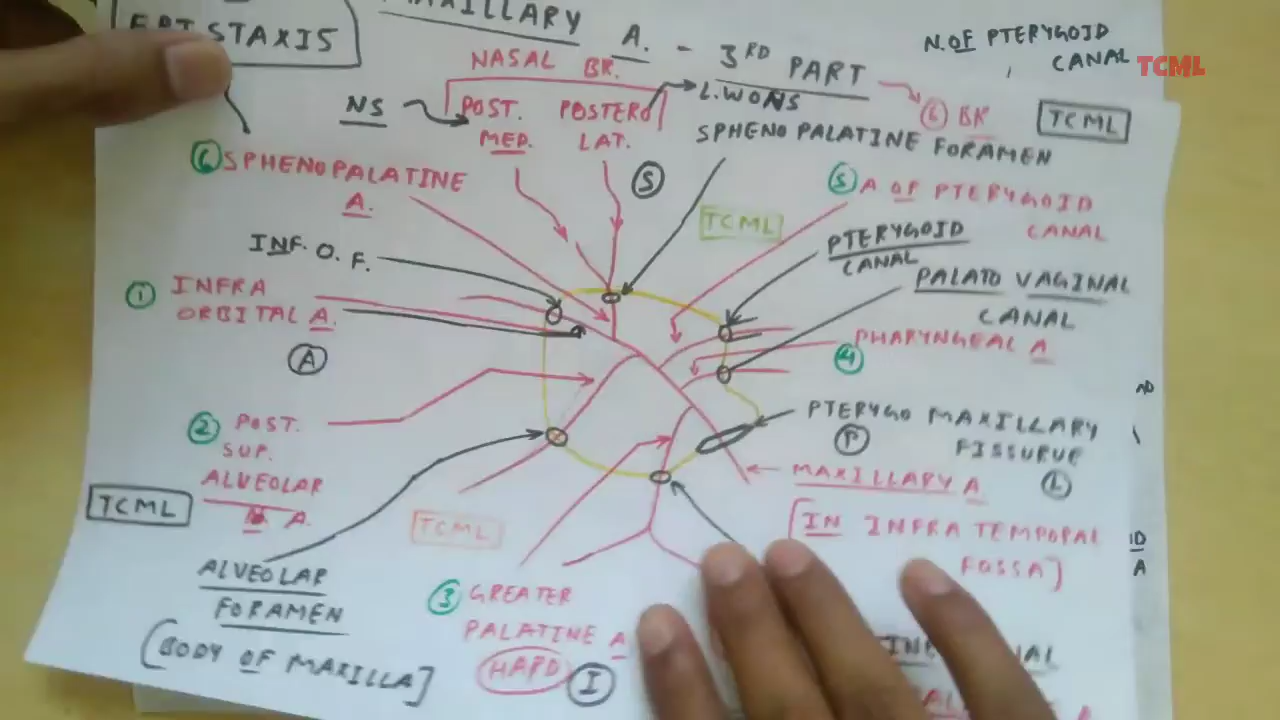 EPISTAXIS
MAXILLARY A. - 3RD PART
N. OF PTERYGOID
CANAL
TCML
6 BR
TCML
NASAL BR.
NS
POST.
MED.
POSTERO
LAT.
L.WONS
SPHENO PALATINE FORAMEN
S
6 SPHENOPALATINE
A.
TCML
5 A OF PTERYGOID
CANAL
INF. O. F.
PTERYGOID
CANAL
PALATO VAGINAL
CANAL
1 INFRA
ORBITAL A.
A
PHARYNGEAL A
4
2 POST.
SUP.
ALVEOLAR
A.
PTERYGO MAXILLARY
FISSURUE
P
L
MAXILLARY A
[IN INFRA TEMPORAL
FOSSA]
TCML
TCML
ALVEOLAR
FORAMEN
[BODY OF MAXILLA]
3 GREATER
PALATINE A
HARD
I
ID
A